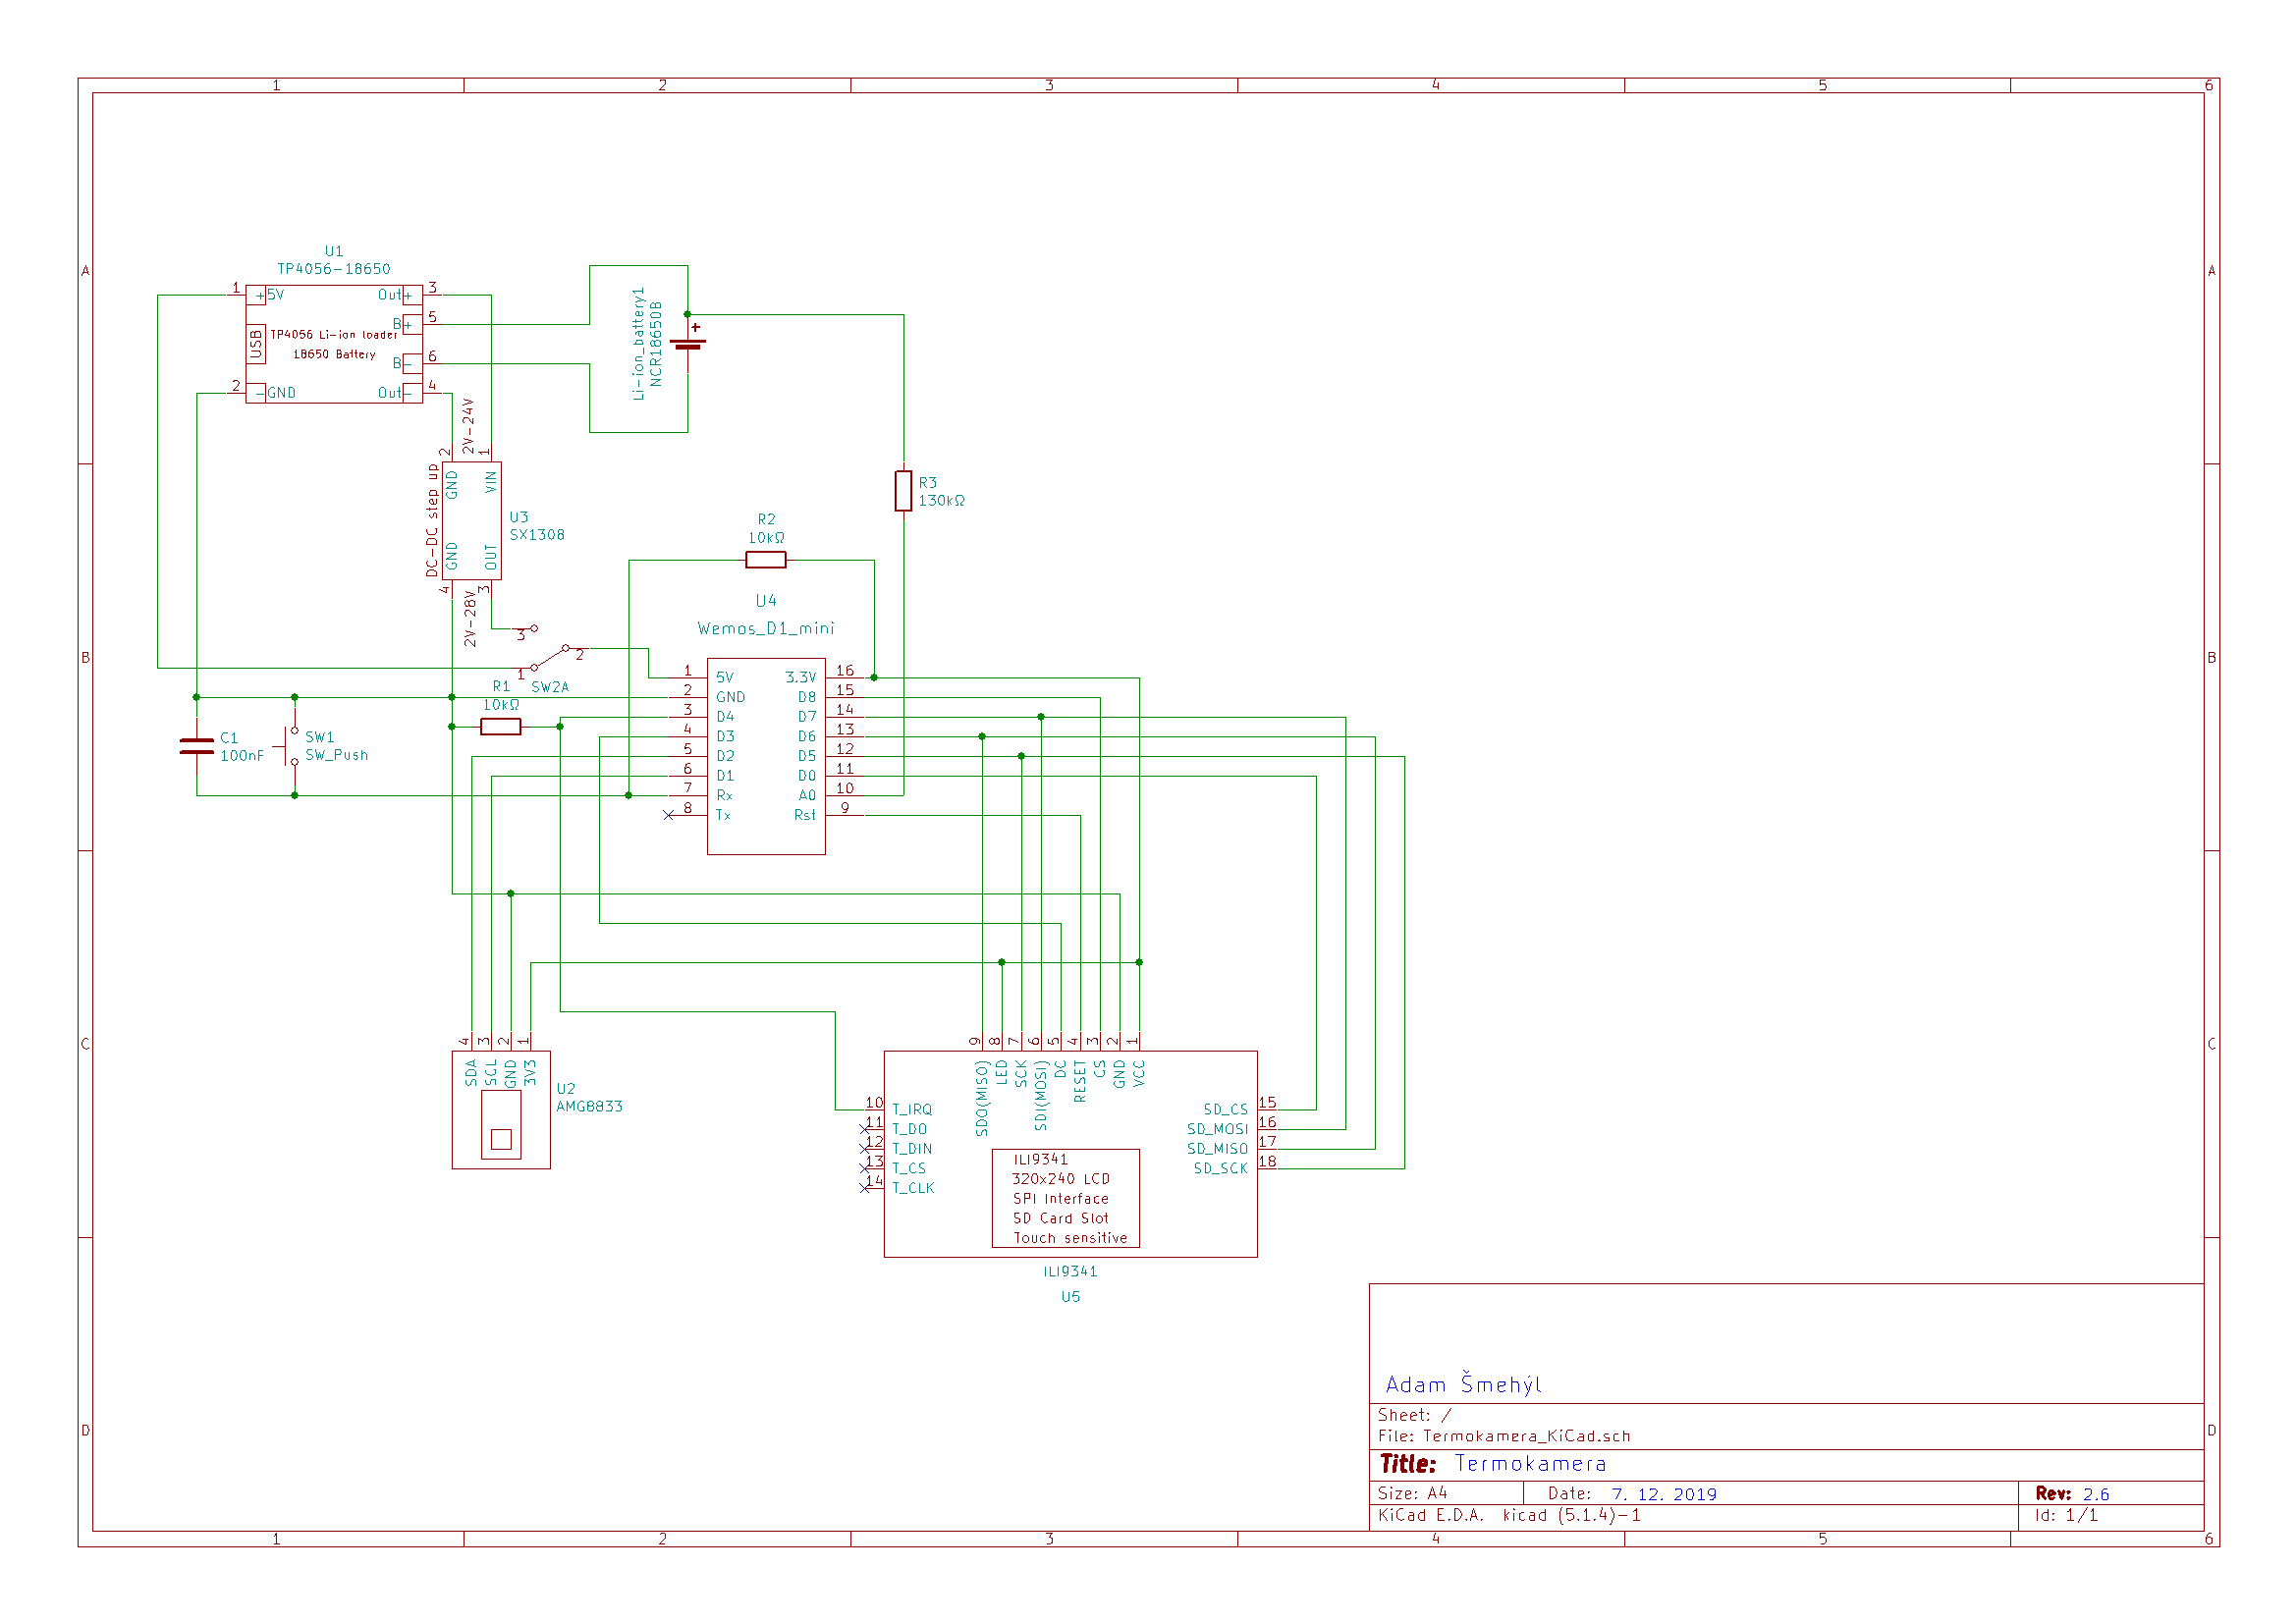 1 2 3 4 5 6
A A
B B
C C
D D
1 2 3 4 5 6
U1
TP4056-18650
1 +5V
2 -GND
USB
TP4056 Li-ion loader
18650 Battery
Out+ 3
B+ 5
B- 6
Out- 4
Li-ion_battery1
NCR18650B
+
2V-24V
DC-DC step up
2 GND
1 VIN
4 GND
3 OUT
2V-28V
U3
SX1308
R3
130kΩ
R2
10kΩ
U4
Wemos_D1_mini
3
2
1
SW2A
R1
10kΩ
C1
100nF
SW1
SW_Push
1 5V
2 GND
3 D4
4 D3
5 D2
6 D1
7 Rx
8 Tx
3.3V 16
D8 15
D7 14
D6 13
D5 12
D0 11
A0 10
Rst 9
4 SDA
3 SCL
2 GND
1 3V3
U2
AMG8833
9 SDO(MISO)
8 LED
7 SCK
6 SDI(MOSI)
5 DC
4 RESET
3 CS
2 GND
1 VCC
10 T_IRQ
11 T_DO
12 T_DIN
13 T_CS
14 T_CLK
SD_CS 15
SD_MOSI 16
SD_MISO 17
SD_SCK 18
ILI9341
320x240 LCD
SPI Interface
SD Card Slot
Touch sensitive
ILI9341
U5
Adam Šmehýl
Sheet: /
File: Termokamera_KiCad.sch
Title: Termokamera
Size: A4 Date: 7. 12. 2019 Rev: 2.6
KiCad E.D.A. kicad (5.1.4)-1 Id: 1/1